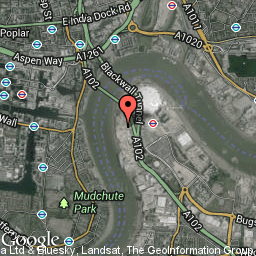 E India Dock Rd
A1011
Poplar
A1261
A1020
Aspen Way
A102
Blackwall Tunnel
Wall
A102
Mudchute
Park
Bugs
Google
a Ltd & Bluesky, Landsat, The GeoInformation Group,